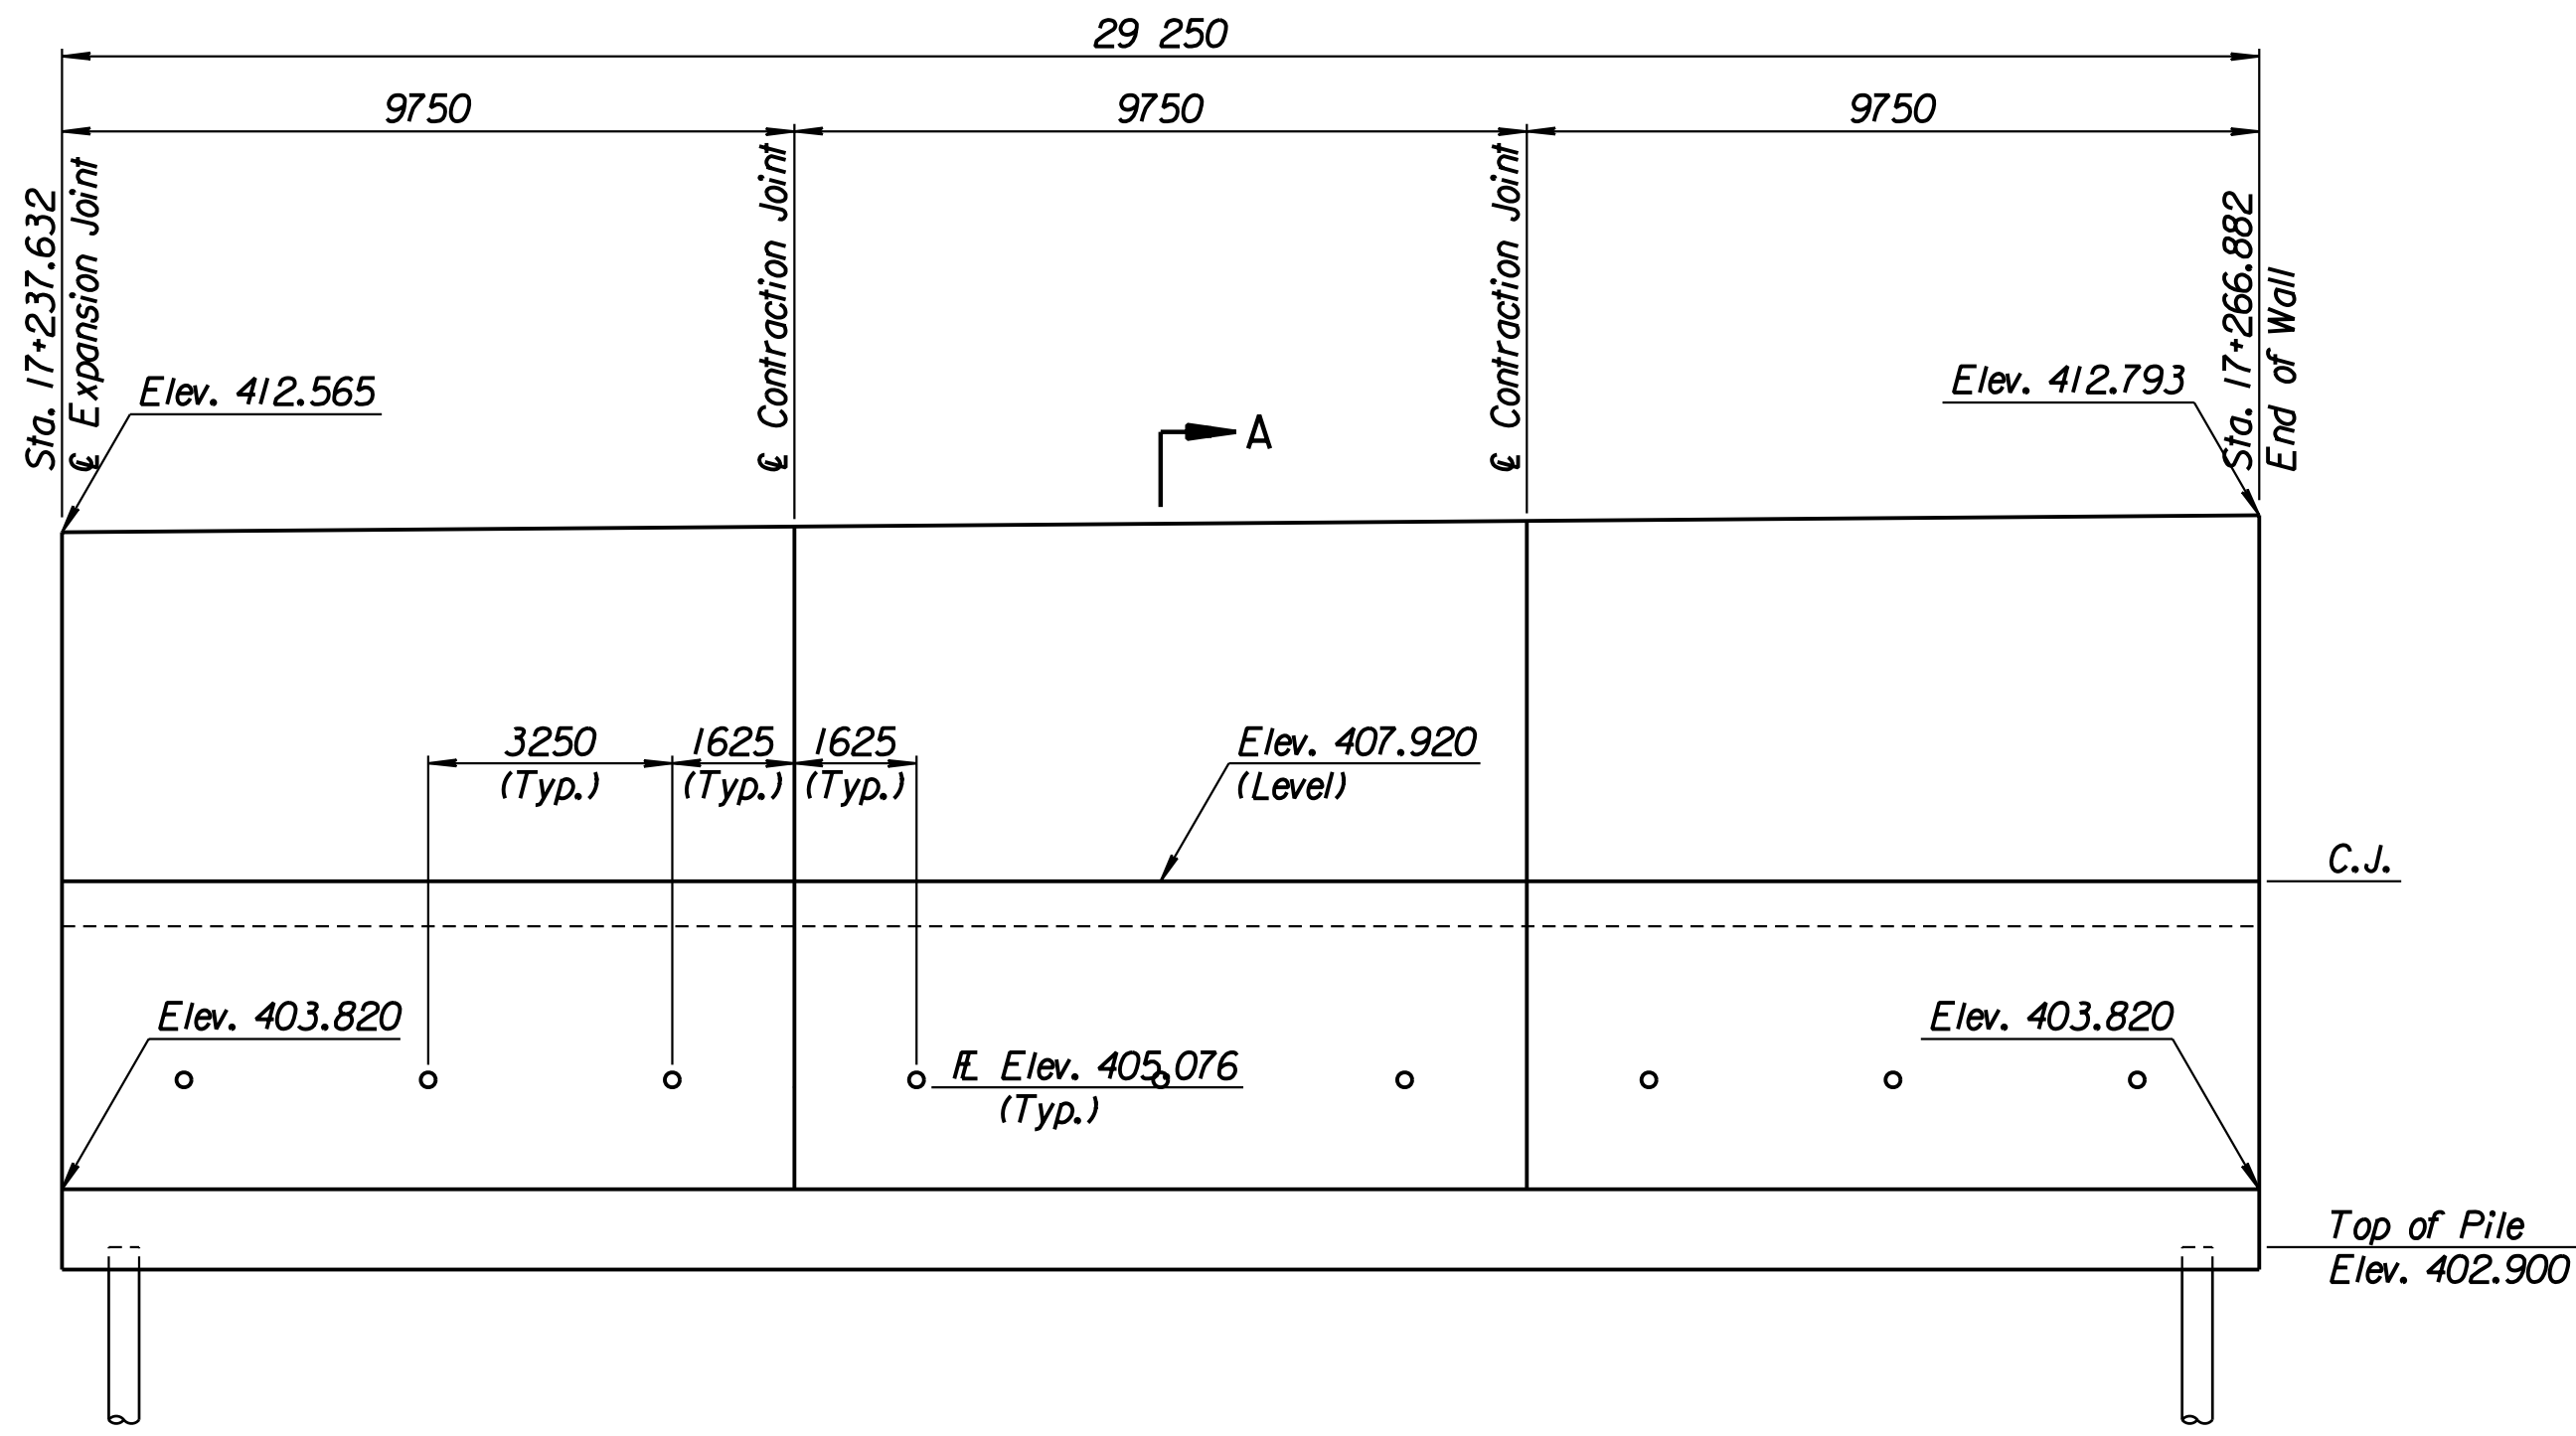 29 250
9750
9750
9750
Sta. 17+237.632
℄ Expansion Joint
℄ Contraction Joint
℄ Contraction Joint
Sta. 17+266.882
End of Wall
Elev. 412.565
Elev. 412.793
A
3250
(Typ.)
1625
(Typ.)
1625
(Typ.)
Elev. 407.920
(Level)
C.J.
Elev. 403.820
Elev. 403.820
Elev. 405.076
(Typ.)
Top of Pile
Elev. 402.900